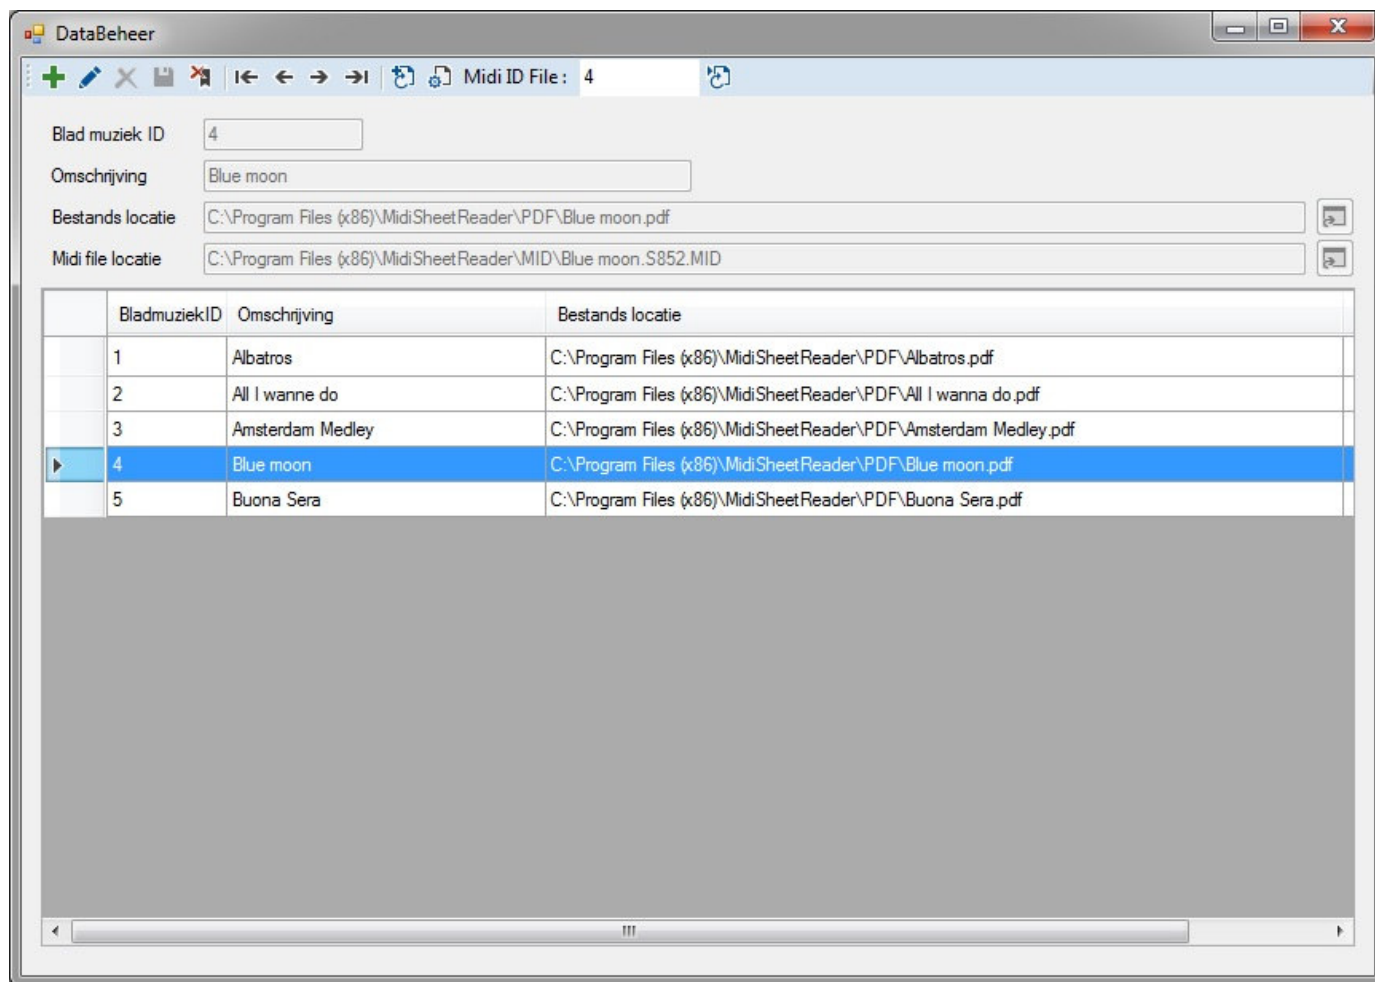 DataBeheer
Midi ID File : 4
Blad muziek ID 4
Omschrijving Blue moon
Bestands locatie C:\Program Files (x86)\MidiSheetReader\PDF\Blue moon.pdf
Midi file locatie C:\Program Files (x86)\MidiSheetReader\MID\Blue moon.S852.MID
BladmuziekID Omschrijving Bestands locatie
1 Albatros C:\Program Files (x86)\MidiSheetReader\PDF\Albatros.pdf
2 All I wanne do C:\Program Files (x86)\MidiSheetReader\PDF\All I wanna do.pdf
3 Amsterdam Medley C:\Program Files (x86)\MidiSheetReader\PDF\Amsterdam Medley.pdf
4 Blue moon C:\Program Files (x86)\MidiSheetReader\PDF\Blue moon.pdf
5 Buona Sera C:\Program Files (x86)\MidiSheetReader\PDF\Buona Sera.pdf